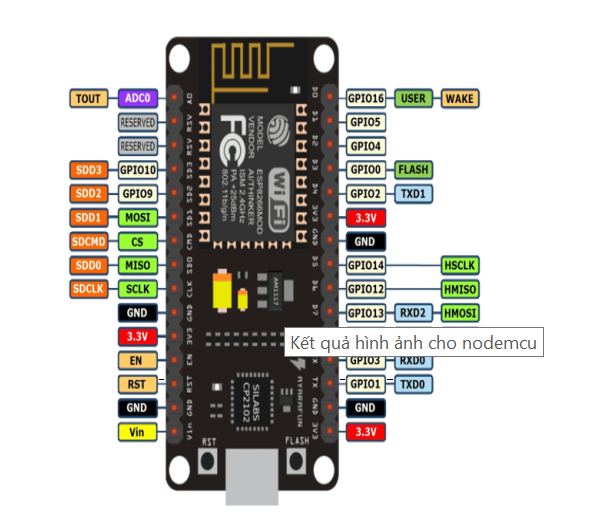 TOUT ADC0 A0
RESERVED RSV
RESERVED RSV
SDD3 GPIO10 SD3
SDD2 GPIO9 SD2
SDD1 MOSI SD1
SDCMD CS CMD
SDD0 MISO SD0
SDCLK SCLK CLK
GND GND
3.3V 3V3
EN EN
RST RST
GND GND
Vin Vin
MODEL
VENDOR
ESP8266MOD
AI/THINKER
ISM 2.4GHz
PA +25dBm
802.11b/g/n
FC
WiFi
AM1117
SILABS
CP2102
RST
FLASH
AYARAFUN
D0 GPIO16 USER WAKE
D1 GPIO5
D2 GPIO4
D3 GPIO0 FLASH
D4 GPIO2 TXD1
3V3 3.3V
GND GND
D5 GPIO14 HSCLK
D6 GPIO12 HMISO
D7 GPIO13 RXD2 HMOSI
Kết quả hình ảnh cho nodemcu
GPIO3 RXD0
TX GPIO1 TXD0
GND GND
3V3 3.3V